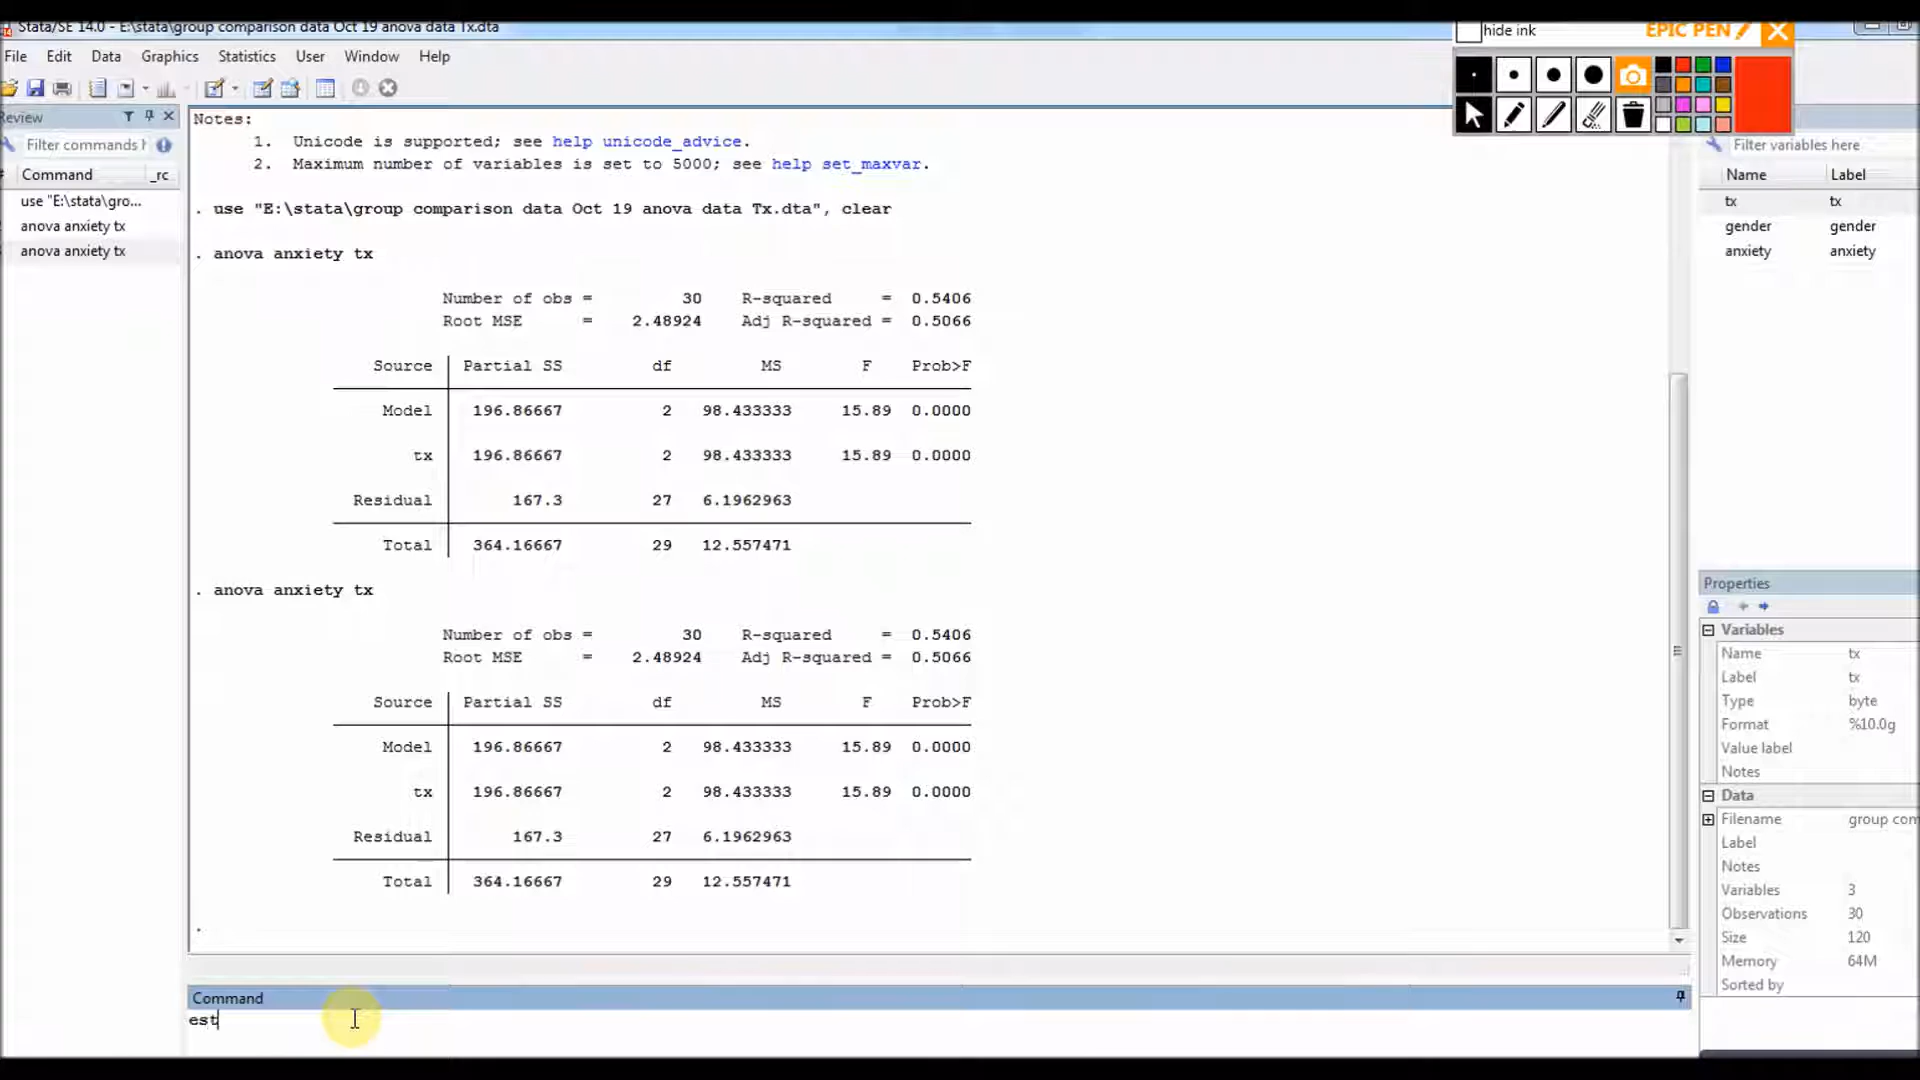 Stata/SE 14.0 - E:\stata\group comparison data Oct 19 anova data Tx.dta
hide ink
EPIC PEN
File Edit Data Graphics Statistics User Window Help
Review
Filter commands h
Command _rc
use "E:\stata\gro...
anova anxiety tx
anova anxiety tx
Notes:
1. Unicode is supported; see help unicode_advice.
2. Maximum number of variables is set to 5000; see help set_maxvar.
. use "E:\stata\group comparison data Oct 19 anova data Tx.dta", clear
. anova anxiety tx
Number of obs = 30 R-squared = 0.5406
Root MSE = 2.48924 Adj R-squared = 0.5066
Source Partial SS df MS F Prob>F
Model 196.86667 2 98.433333 15.89 0.0000
tx 196.86667 2 98.433333 15.89 0.0000
Residual 167.3 27 6.1962963
Total 364.16667 29 12.557471
. anova anxiety tx
Number of obs = 30 R-squared = 0.5406
Root MSE = 2.48924 Adj R-squared = 0.5066
Source Partial SS df MS F Prob>F
Model 196.86667 2 98.433333 15.89 0.0000
tx 196.86667 2 98.433333 15.89 0.0000
Residual 167.3 27 6.1962963
Total 364.16667 29 12.557471
.
Command
est
Filter variables here
Name Label
tx tx
gender gender
anxiety anxiety
Properties
Variables
Name tx
Label tx
Type byte
Format %10.0g
Value label
Notes
Data
Filename group com
Label
Notes
Variables 3
Observations 30
Size 120
Memory 64M
Sorted by